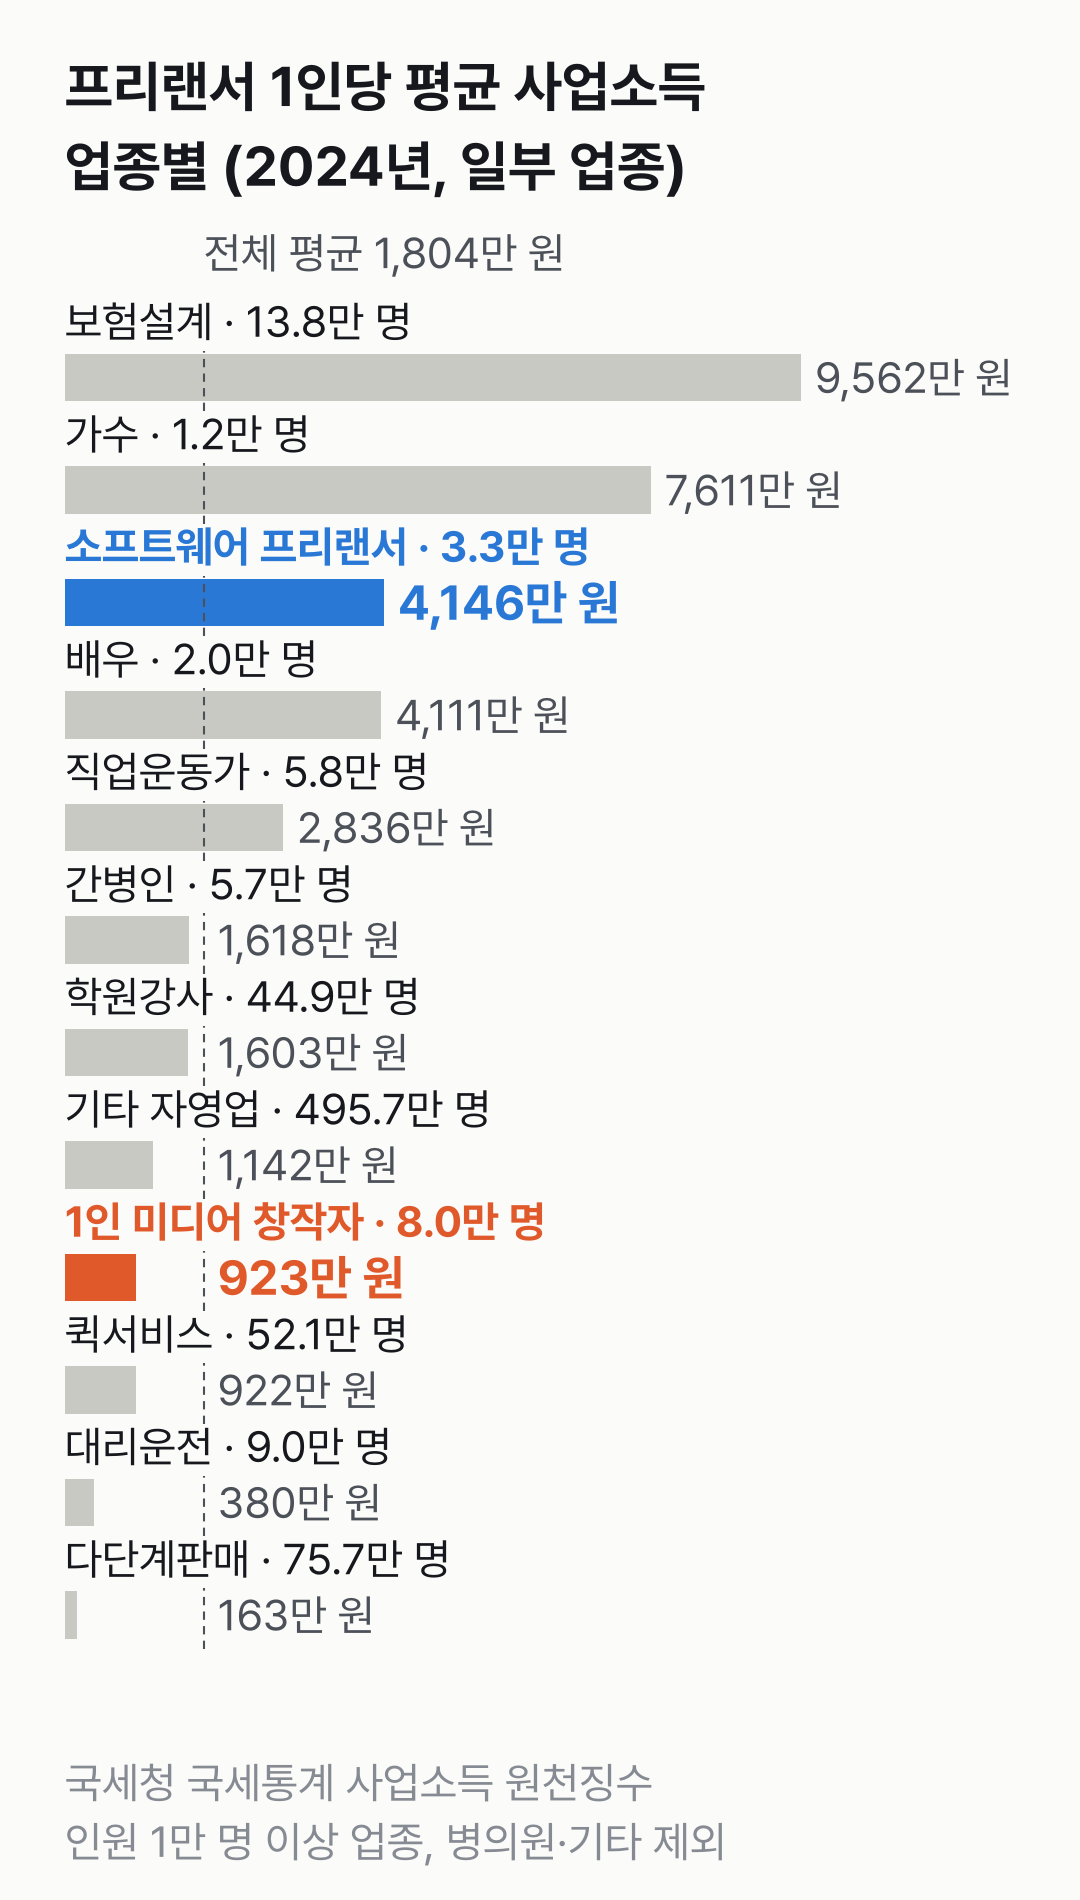 프리랜서 1인당 평균 사업소득
업종별 (2024년, 일부 업종)
전체 평균 1,804만 원
보험설계 · 13.8만 명
9,562만 원
가수 · 1.2만 명
7,611만 원
소프트웨어 프리랜서 · 3.3만 명
4,146만 원
배우 · 2.0만 명
4,111만 원
직업운동가 · 5.8만 명
2,836만 원
간병인 · 5.7만 명
1,618만 원
학원강사 · 44.9만 명
1,603만 원
기타 자영업 · 495.7만 명
1,142만 원
1인 미디어 창작자 · 8.0만 명
923만 원
퀵서비스 · 52.1만 명
922만 원
대리운전 · 9.0만 명
380만 원
다단계판매 · 75.7만 명
163만 원
국세청 국세통계 사업소득 원천징수
인원 1만 명 이상 업종, 병의원·기타 제외